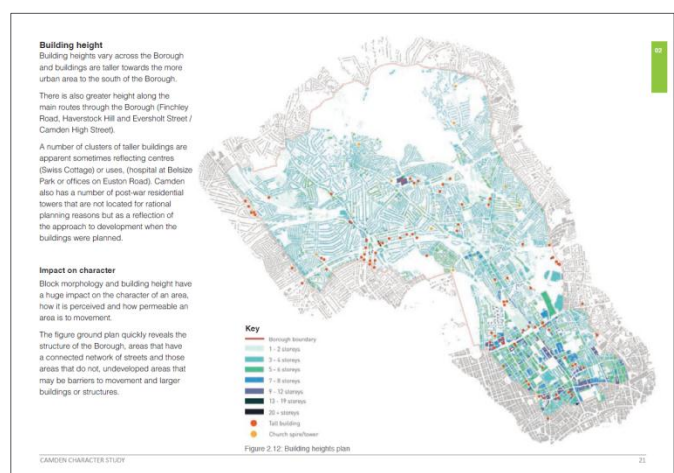 Building height
Building heights vary across the Borough
and buildings are taller towards the more
urban area to the south of the Borough.
There is also greater height along the
main routes through the Borough (Finchley
Road, Haverstock Hill and Eversholt Street /
Camden High Street).
A number of clusters of taller buildings are
apparent sometimes reflecting centres
(Swiss Cottage) or uses, (hospital at Belsize
Park or offices on Euston Road). Camden
also has a number of post-war residential
towers that are not located for rational
planning reasons but as a reflection of
the approach to development when the
buildings were planned.
Impact on character
Block morphology and building height have
a huge impact on the character of an area,
how it is perceived and how permeable an
area is to movement.
The figure ground plan quickly reveals the
structure of the Borough, areas that have
a connected network of streets and those
areas that do not, undeveloped areas that
may be barriers to movement and larger
buildings or structures.
02
Key
Borough boundary
1 - 2 storeys
3 - 4 storeys
5 - 6 storeys
7 - 8 storeys
9 - 12 storeys
13 - 19 storeys
20 + storeys
Tall building
Church spire/tower
Figure 2.12: Building heights plan
CAMDEN CHARACTER STUDY
21